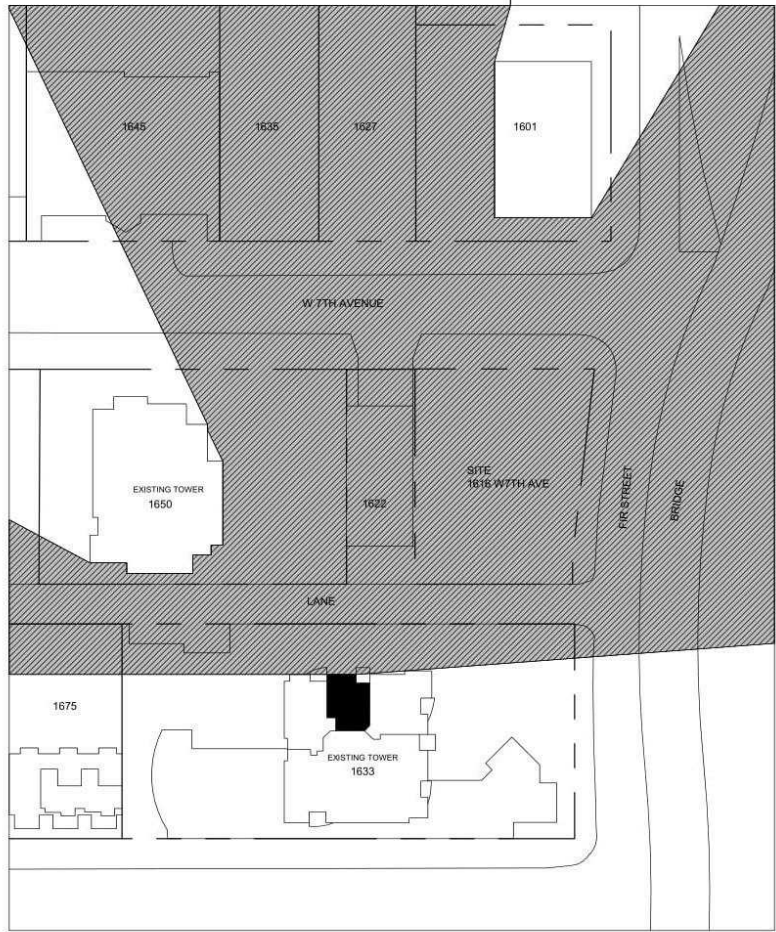 1645
1635
1527
1601
W 7TH AVENUE
EXISTING TOWER
1650
1622
SITE
1616 W7TH AVE
FIR STREET
BRIDGE
LANE
1675
EXISTING TOWER
1633